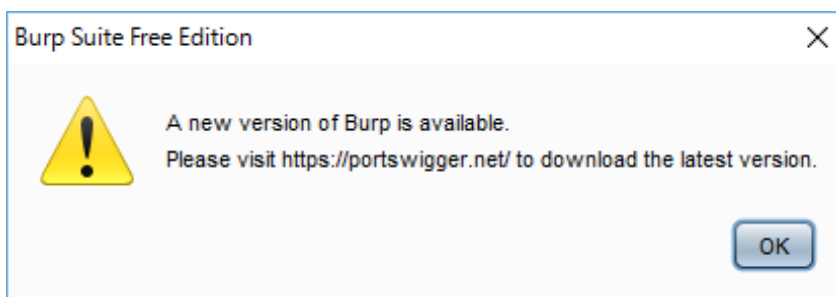 Burp Suite Free Edition
A new version of Burp is available.
Please visit https://portswigger.net/ to download the latest version.
OK